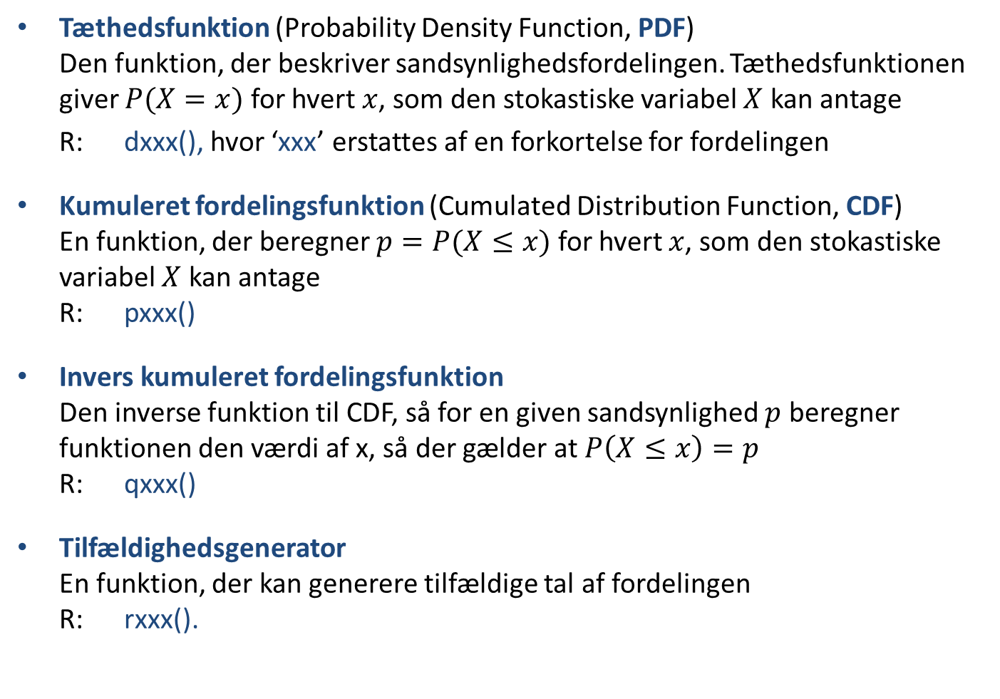 • Tæthedsfunktion (Probability Density Function, PDF)
Den funktion, der beskriver sandsynlighedsfordelingen. Tæthedsfunktionen
giver P(X = x) for hvert x, som den stokastiske variabel X kan antage
R: dxxx(), hvor ‘xxx’ erstattes af en forkortelse for fordelingen
• Kumuleret fordelingsfunktion (Cumulated Distribution Function, CDF)
En funktion, der beregner p = P(X ≤ x) for hvert x, som den stokastiske
variabel X kan antage
R: pxxx()
• Invers kumuleret fordelingsfunktion
Den inverse funktion til CDF, så for en given sandsynlighed p beregner
funktionen den værdi af x, så der gælder at P(X ≤ x) = p
R: qxxx()
• Tilfældighedsgenerator
En funktion, der kan generere tilfældige tal af fordelingen
R: rxxx().